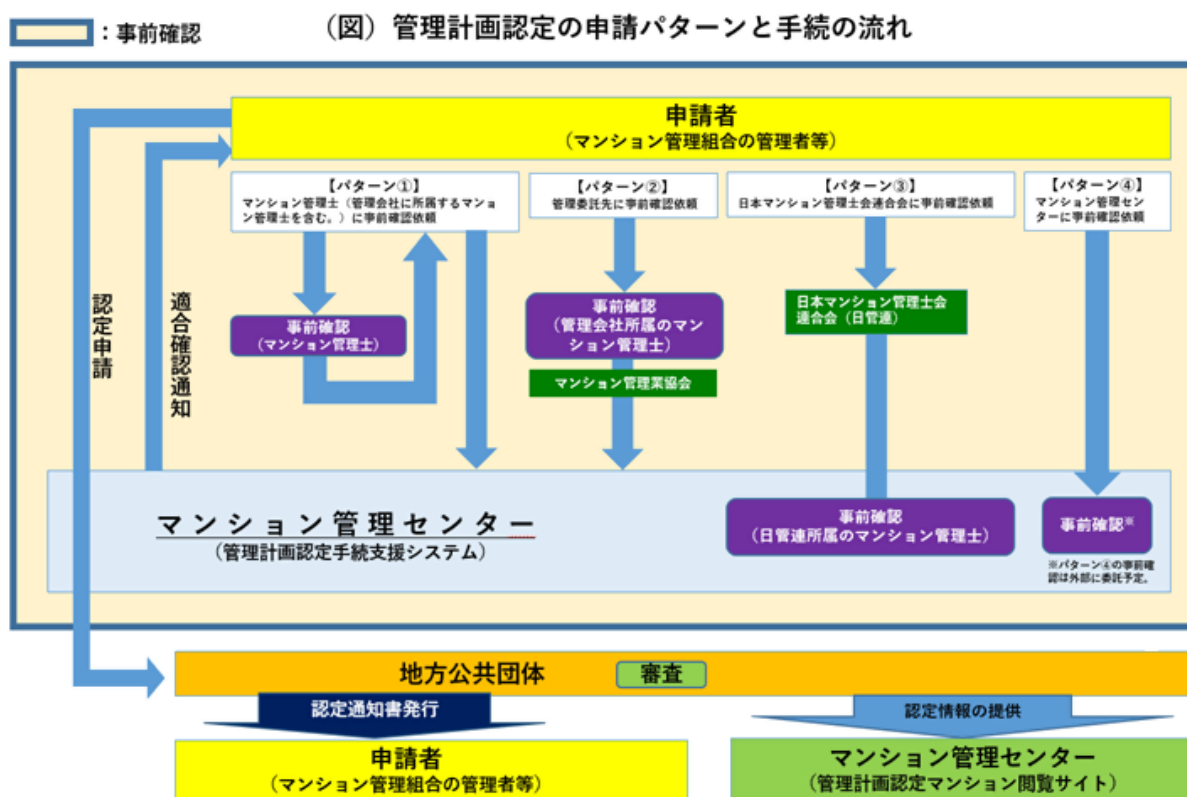 ：事前確認
（図）管理計画認定の申請パターンと手続の流れ
申請者
（マンション管理組合の管理者等）
【パターン①】
マンション管理士（管理会社に所属するマンショ
ン管理士を含む。）に事前確認依頼
【パターン②】
管理委託先に事前確認依頼
【パターン③】
日本マンション管理士会連合会に事前確認依頼
【パターン④】
マンション管理セン
ターに事前確認依頼
認定申請
適合確認通知
事前確認
（マンション管理士）
事前確認
（管理会社所属のマン
ション管理士）
マンション管理業協会
日本マンション管理士会
連合会（日管連）
マンション管理センター
（管理計画認定手続支援システム）
事前確認
（日管連所属のマンション管理士）
事前確認※
※パターン④の事前確
認は外部に委託予定。
地方公共団体
審査
認定通知書発行
認定情報の提供
申請者
（マンション管理組合の管理者等）
マンション管理センター
（管理計画認定マンション閲覧サイト）